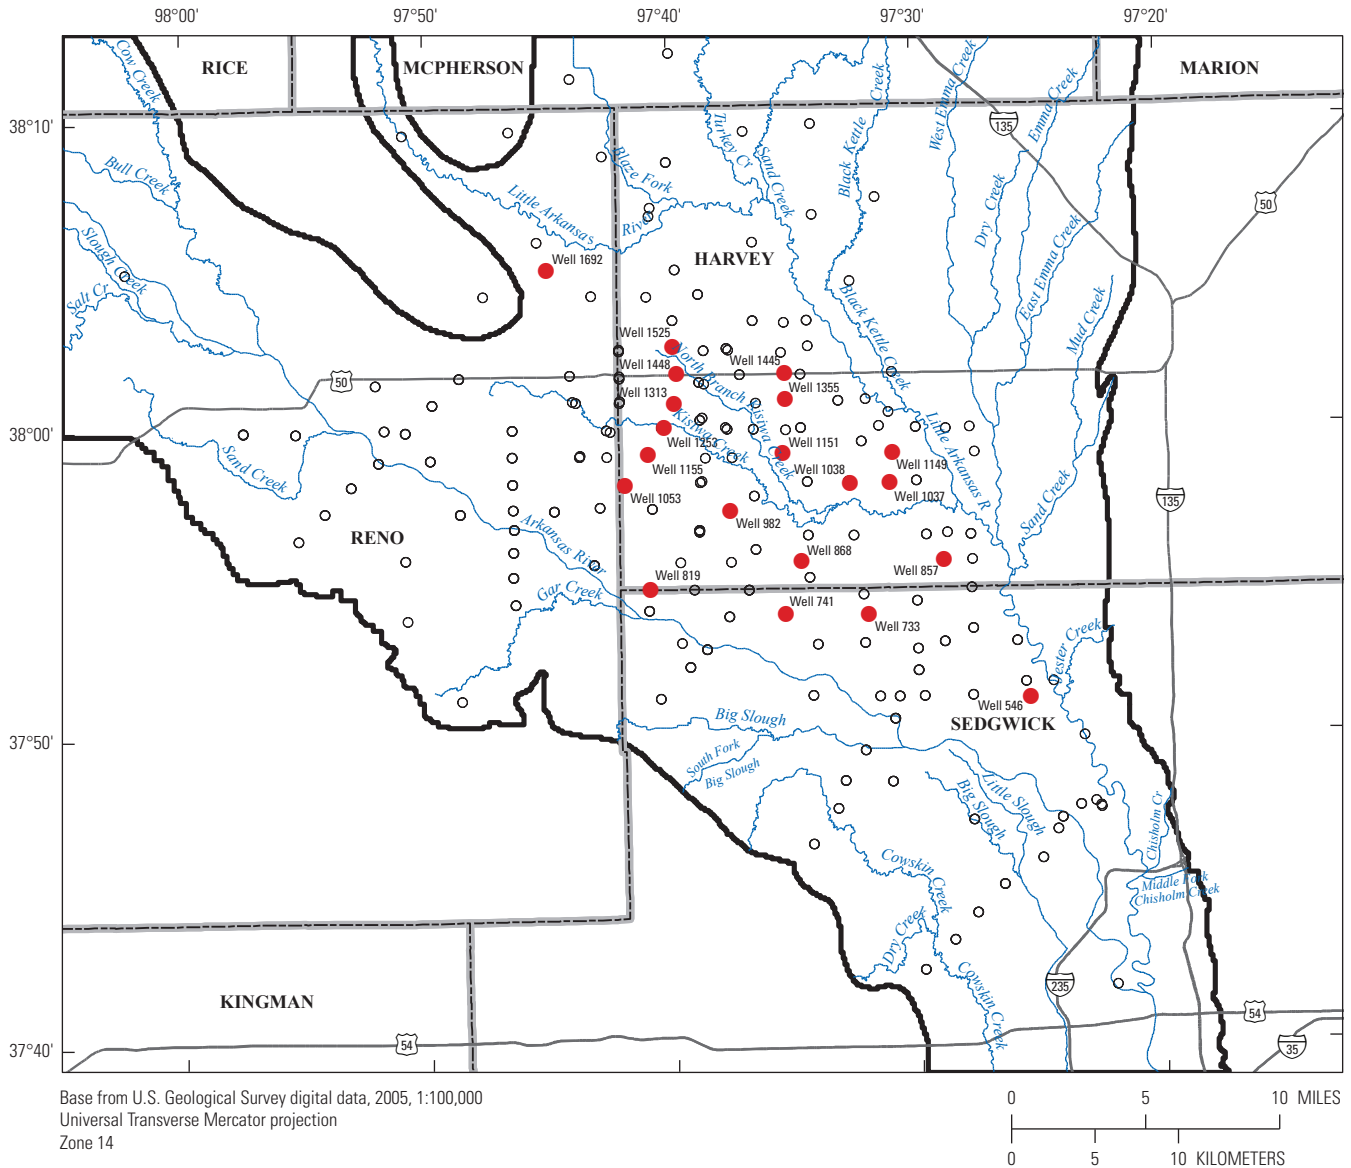 98°00'
97°50'
97°40'
97°30'
97°20'
38°10'
38°00'
37°50'
37°40'
RICE
MCPHERSON
MARION
HARVEY
RENO
SEDGWICK
KINGMAN
Cow Creek
Bull Creek
Slough Creek
Salt Cr
Little Arkansas
River
Blaze Fork
Turkey Cr
Sand Creek
Black Kettle
Creek
West Emma Creek
Emma Creek
Dry Creek
East Emma Creek
Mud Creek
Black Kettle Creek
North Branch Kisiwa Creek
Kisiwa Creek
Little Arkansas R
Sand Creek
Sand Creek
Arkansas River
Gar Creek
Jester Creek
Big Slough
South Fork
Big Slough
Big Slough
Little Slough
Cowskin Creek
Dry Creek
Cowskin Creek
Chisholm Cr
Middle Fork
Chisholm Creek
Well 1692
Well 1525
Well 1448
Well 1445
Well 1313
Well 1355
Well 1253
Well 1151
Well 1155
Well 1038
Well 1149
Well 1053
Well 1037
Well 982
Well 868
Well 857
Well 819
Well 741
Well 733
Well 546
135
50
50
135
235
54
54
35
Base from U.S. Geological Survey digital data, 2005, 1:100,000
Universal Transverse Mercator projection
Zone 14
0 5 10 MILES
0 5 10 KILOMETERS